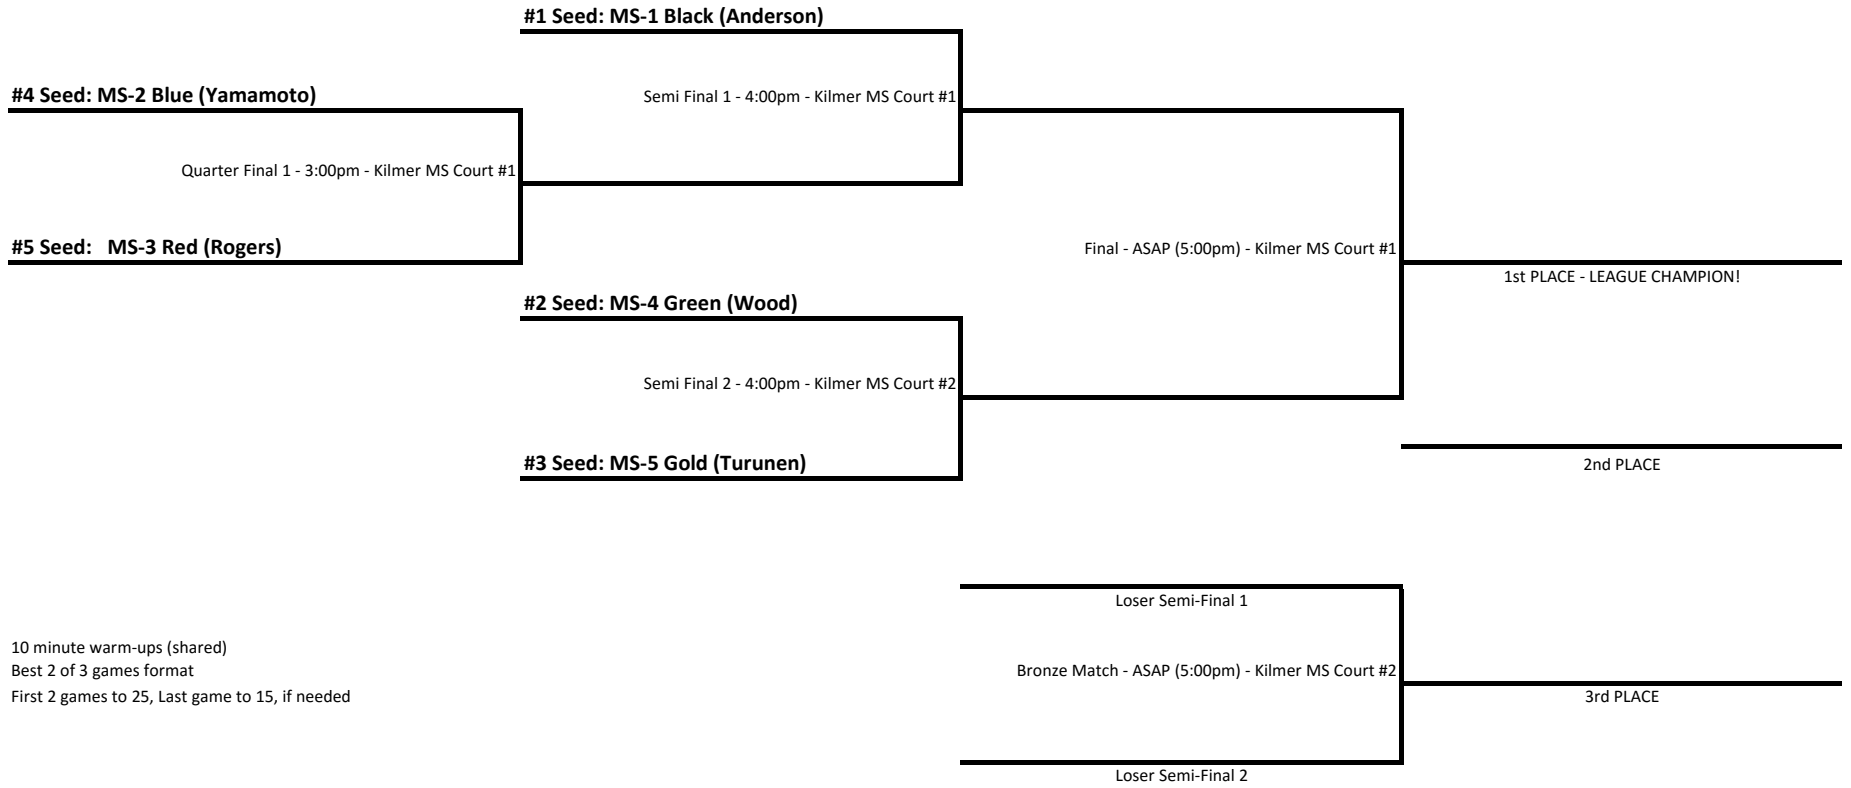 #1 Seed: MS-1 Black (Anderson)
#4 Seed: MS-2 Blue (Yamamoto)
Semi Final 1 - 4:00pm - Kilmer MS Court #1
Quarter Final 1 - 3:00pm - Kilmer MS Court #1
#5 Seed:   MS-3 Red (Rogers)
Final - ASAP (5:00pm) - Kilmer MS Court #1
1st PLACE - LEAGUE CHAMPION!
#2 Seed: MS-4 Green (Wood)
Semi Final 2 - 4:00pm - Kilmer MS Court #2
#3 Seed: MS-5 Gold (Turunen)
2nd PLACE
Loser Semi-Final 1
10 minute warm-ups (shared)
Best 2 of 3 games format
First 2 games to 25, Last game to 15, if needed
Bronze Match - ASAP (5:00pm) - Kilmer MS Court #2
3rd PLACE
Loser Semi-Final 2